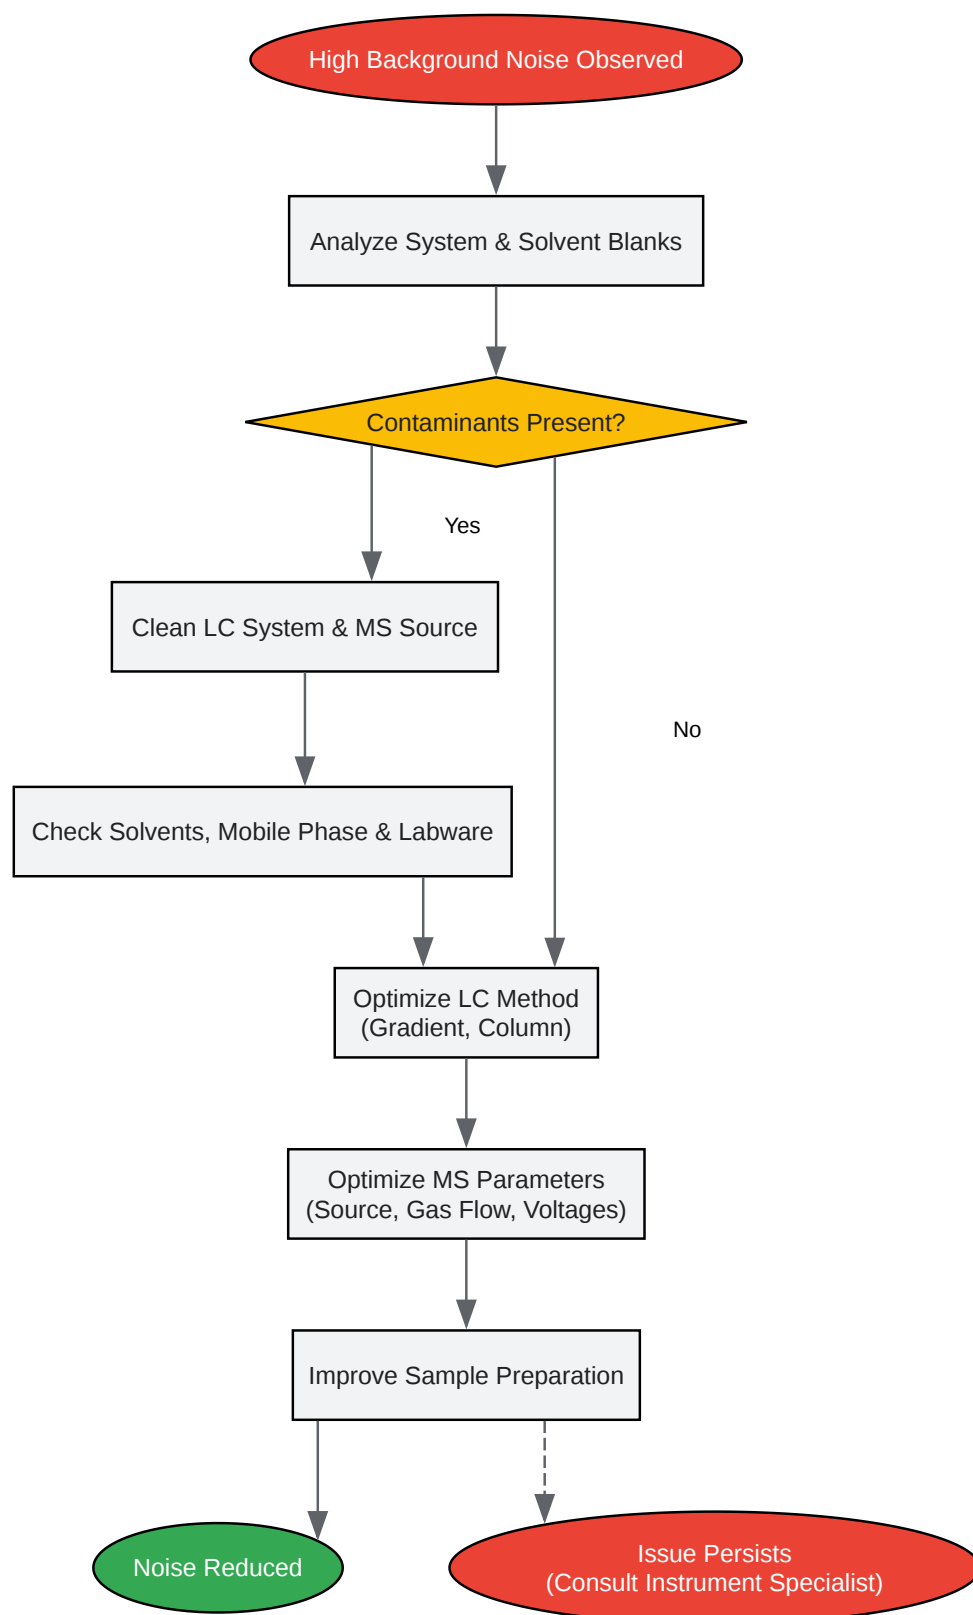 High Background Noise Observed
Analyze System & Solvent Blanks
Contaminants Present?
Yes
Clean LC System & MS Source
No
Check Solvents, Mobile Phase & Labware
Optimize LC Method
(Gradient, Column)
Optimize MS Parameters
(Source, Gas Flow, Voltages)
Improve Sample Preparation
Noise Reduced
Issue Persists
(Consult Instrument Specialist)